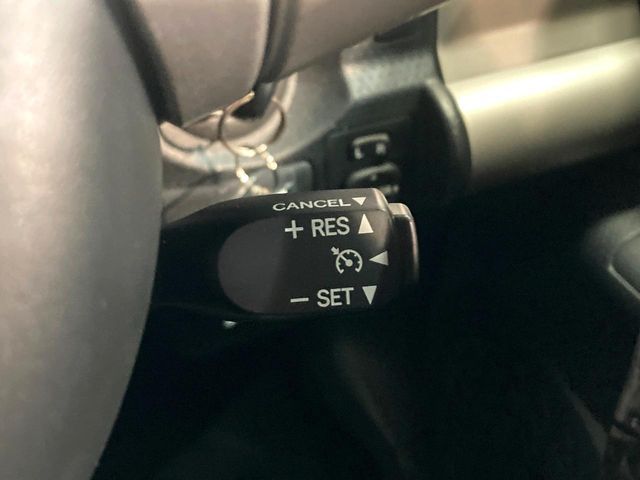 CANCEL▼
+ RES ▲
◀
− SET ▼